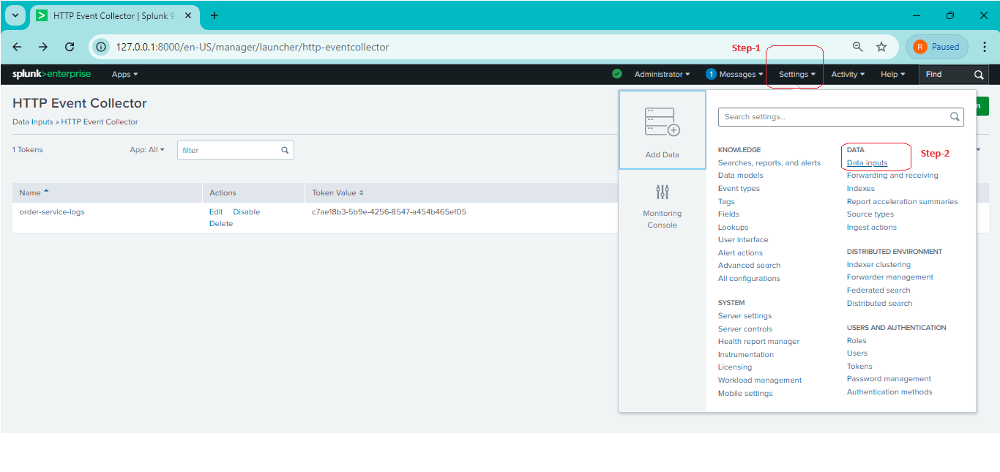 HTTP Event Collector | Splunk 9
127.0.0.1:8000/en-US/manager/launcher/http-eventcollector
Step-1
R Paused
splunk>enterprise Apps Administrator 1 Messages Settings Activity Help Find
HTTP Event Collector
Data Inputs » HTTP Event Collector
n
1 Tokens App: All filter
Name Actions Token Value
order-service-logs Edit Disable c7ae18b3-5b9e-4256-8547-a454b465ef05
Delete
Add Data
Monitoring
Console
Search settings...
KNOWLEDGE
Searches, reports, and alerts
Data models
Event types
Tags
Fields
Lookups
User interface
Alert actions
Advanced search
All configurations
SYSTEM
Server settings
Server controls
Health report manager
Instrumentation
Licensing
Workload management
Mobile settings
DATA
Data inputs
Step-2
Forwarding and receiving
Indexes
Report acceleration summaries
Source types
Ingest actions
DISTRIBUTED ENVIRONMENT
Indexer clustering
Forwarder management
Federated search
Distributed search
USERS AND AUTHENTICATION
Roles
Users
Tokens
Password management
Authentication methods